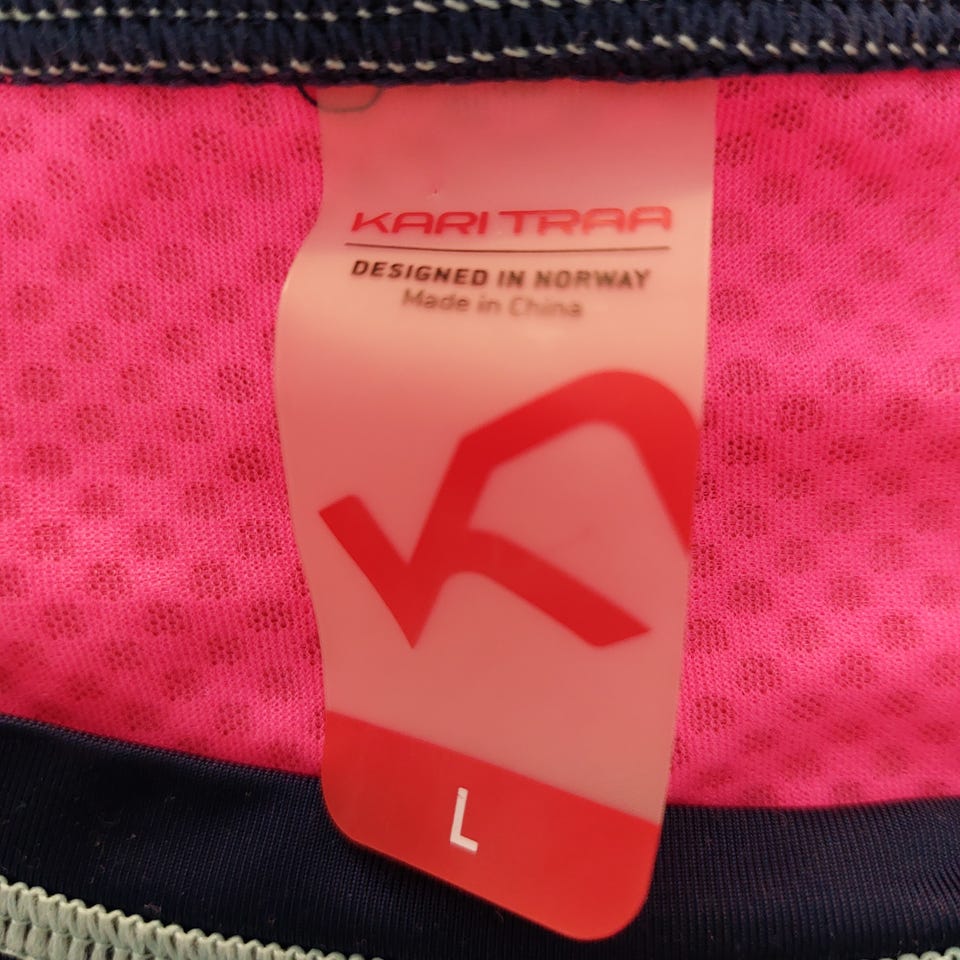 KARI TRAA
DESIGNED IN NORWAY
Made in China
L